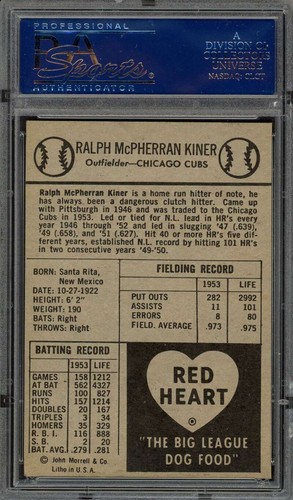 PROFESSIONAL
PSA
Sports
AUTHENTICATOR
A
DIVISION OF
COLLECTORS
UNIVERSE
NASDAQ: CLCT
RALPH McPHERRAN KINER
Outfielder—CHICAGO CUBS
Ralph McPherran Kiner is a home run hitter of note, he
has always been a dangerous clutch hitter. Came up
with Pittsburgh in 1946 and was traded to the Chicago
Cubs in 1953. Led or tied for N.L. lead in HR's every
year 1946 through '52 and led in slugging '47 (.639),
'49 (.658), and '51 (.627). Hit 40 or more HR's five dif-
ferent years, established N.L. record by hitting 101 HR's
in two consecutive years '49-'50.
BORN: Santa Rita,
New Mexico
DATE: 10-27-1922
HEIGHT: 6' 2"
WEIGHT: 190
BATS: Right
THROWS: Right
FIELDING RECORD
1953 LIFE
PUT OUTS 282 2992
ASSISTS 11 101
ERRORS 8 80
FIELD. AVERAGE .973 .975
BATTING RECORD
1953 LIFE
GAMES 158 1212
AT BAT 562 4327
RUNS 100 827
HITS 157 1214
DOUBLES 20 167
TRIPLES 3 34
HOMERS 35 329
R. B. I. 116 888
S. B. 2 20
BAT. AVG. .279 .281
© John Morrell & Co.
Litho in U.S.A.
RED
HEART
®
"THE BIG LEAGUE
DOG FOOD"